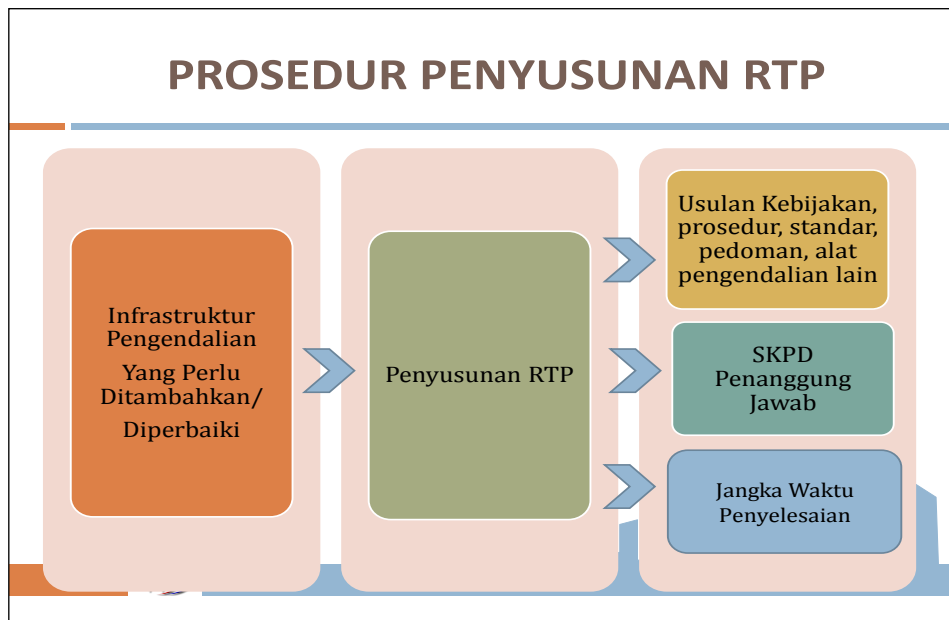 PROSEDUR PENYUSUNAN RTP
Infrastruktur
Pengendalian
Yang Perlu
Ditambahkan/
Diperbaiki
Penyusunan RTP
Usulan Kebijakan,
prosedur, standar,
pedoman, alat
pengendalian lain
SKPD
Penanggung
Jawab
Jangka Waktu
Penyelesaian